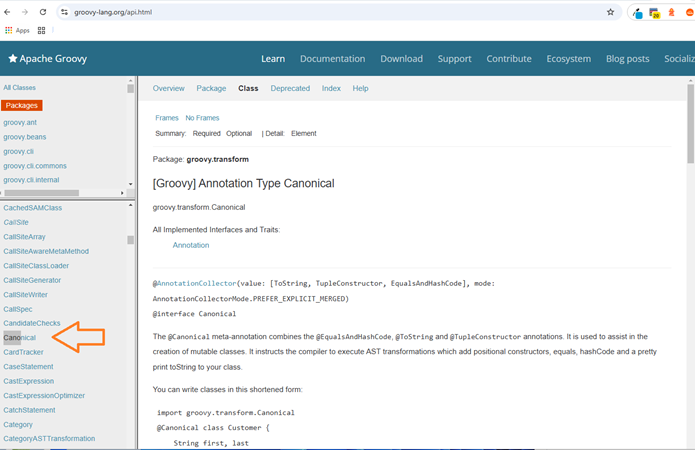 groovy-lang.org/api.html
26
Apps
Apache Groovy
Learn Documentation Download Support Contribute Ecosystem Blog posts Socializ
All Classes
Packages
groovy.ant
groovy.beans
groovy.cli
groovy.cli.commons
groovy.cli.internal
CachedSAMClass
CallSite
CallSiteArray
CallSiteAwareMetaMethod
CallSiteClassLoader
CallSiteGenerator
CallSiteWriter
CallSpec
CandidateChecks
Canonical
CardTracker
CaseStatement
CastExpression
CastExpressionOptimizer
CatchStatement
Category
CategoryASTTransformation
Overview Package Class Deprecated Index Help
Frames No Frames
Summary: Required Optional | Detail: Element
Package: groovy.transform
[Groovy] Annotation Type Canonical
groovy.transform.Canonical
All Implemented Interfaces and Traits:
Annotation
@AnnotationCollector(value: [ToString, TupleConstructor, EqualsAndHashCode], mode:
AnnotationCollectorMode.PREFER_EXPLICIT_MERGED)
@interface Canonical
The @Canonical meta-annotation combines the @EqualsAndHashCode, @ToString and @TupleConstructor annotations. It is used to assist in the
creation of mutable classes. It instructs the compiler to execute AST transformations which add positional constructors, equals, hashCode and a pretty
print toString to your class.
You can write classes in this shortened form:
import groovy.transform.Canonical
@Canonical class Customer {
String first, last